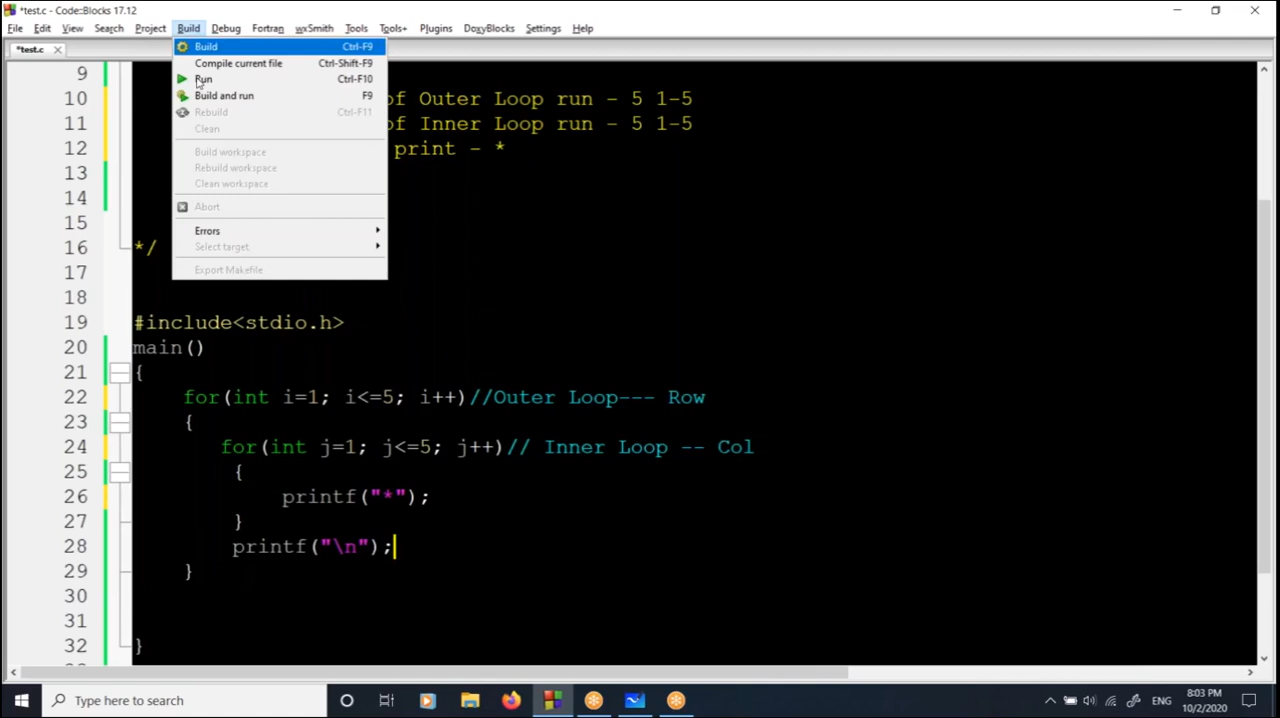 *test.c - Code::Blocks 17.12
File Edit View Search Project Build Debug Fortran wxSmith Tools Tools+ Plugins DoxyBlocks Settings Help
*test.c
Build Ctrl-F9
Compile current file Ctrl-Shift-F9
Run Ctrl-F10
Build and run F9
Rebuild Ctrl-F11
Clean
Build workspace
Rebuild workspace
Clean workspace
Abort
Errors
Select target
Export Makefile
9
10 of Outer Loop run - 5 1-5
11 of Inner Loop run - 5 1-5
12 print - *
13
14
15
16 */
17
18
19 #include<stdio.h>
20 main()
21 {
22 for(int i=1; i<=5; i++)//Outer Loop--- Row
23 {
24 for(int j=1; j<=5; j++)// Inner Loop -- Col
25 {
26 printf("*");
27 }
28 printf("\n");
29 }
30
31
32 }
Type here to search
ENG
8:03 PM
10/2/2020